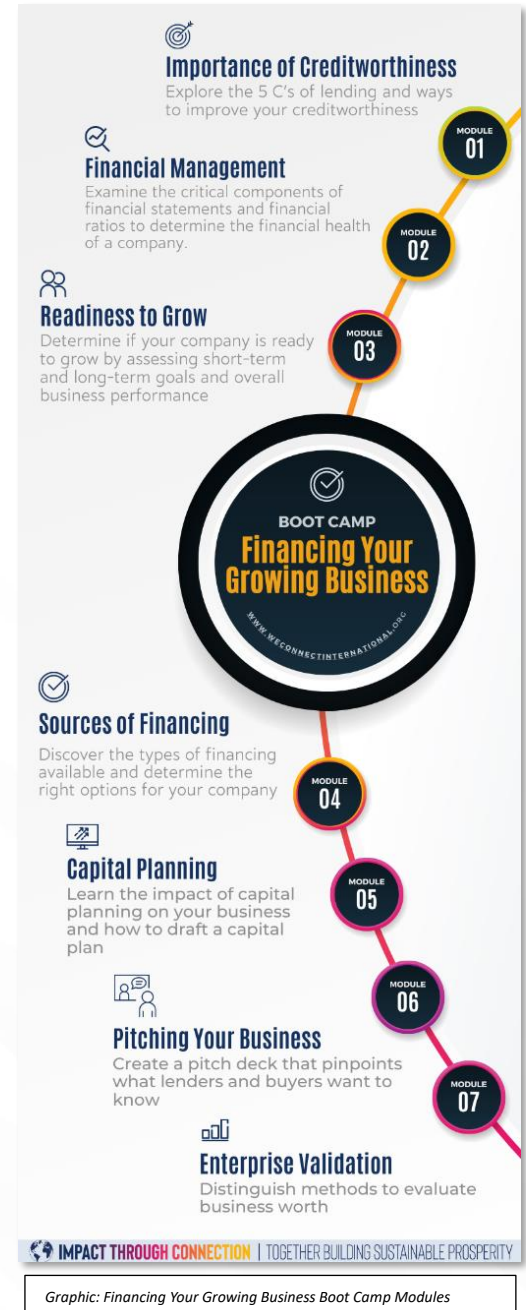 Importance of Creditworthiness
Explore the 5 C's of lending and ways
to improve your creditworthiness
MODULE
01
Financial Management
Examine the critical components of
financial statements and financial
ratios to determine the financial health
of a company.
MODULE
02
Readiness to Grow
Determine if your company is ready
to grow by assessing short-term
and long-term goals and overall
business performance
MODULE
03
BOOT CAMP
Financing Your
Growing Business
WWW.WECONNECTINTERNATIONAL.ORG
Sources of Financing
Discover the types of financing
available and determine the
right options for your company
MODULE
04
Capital Planning
Learn the impact of capital
planning on your business
and how to draft a capital
plan
MODULE
05
Pitching Your Business
Create a pitch deck that pinpoints
what lenders and buyers want to
know
MODULE
06
Enterprise Validation
Distinguish methods to evaluate
business worth
MODULE
07
IMPACT THROUGH CONNECTION | TOGETHER BUILDING SUSTAINABLE PROSPERITY
Graphic: Financing Your Growing Business Boot Camp Modules